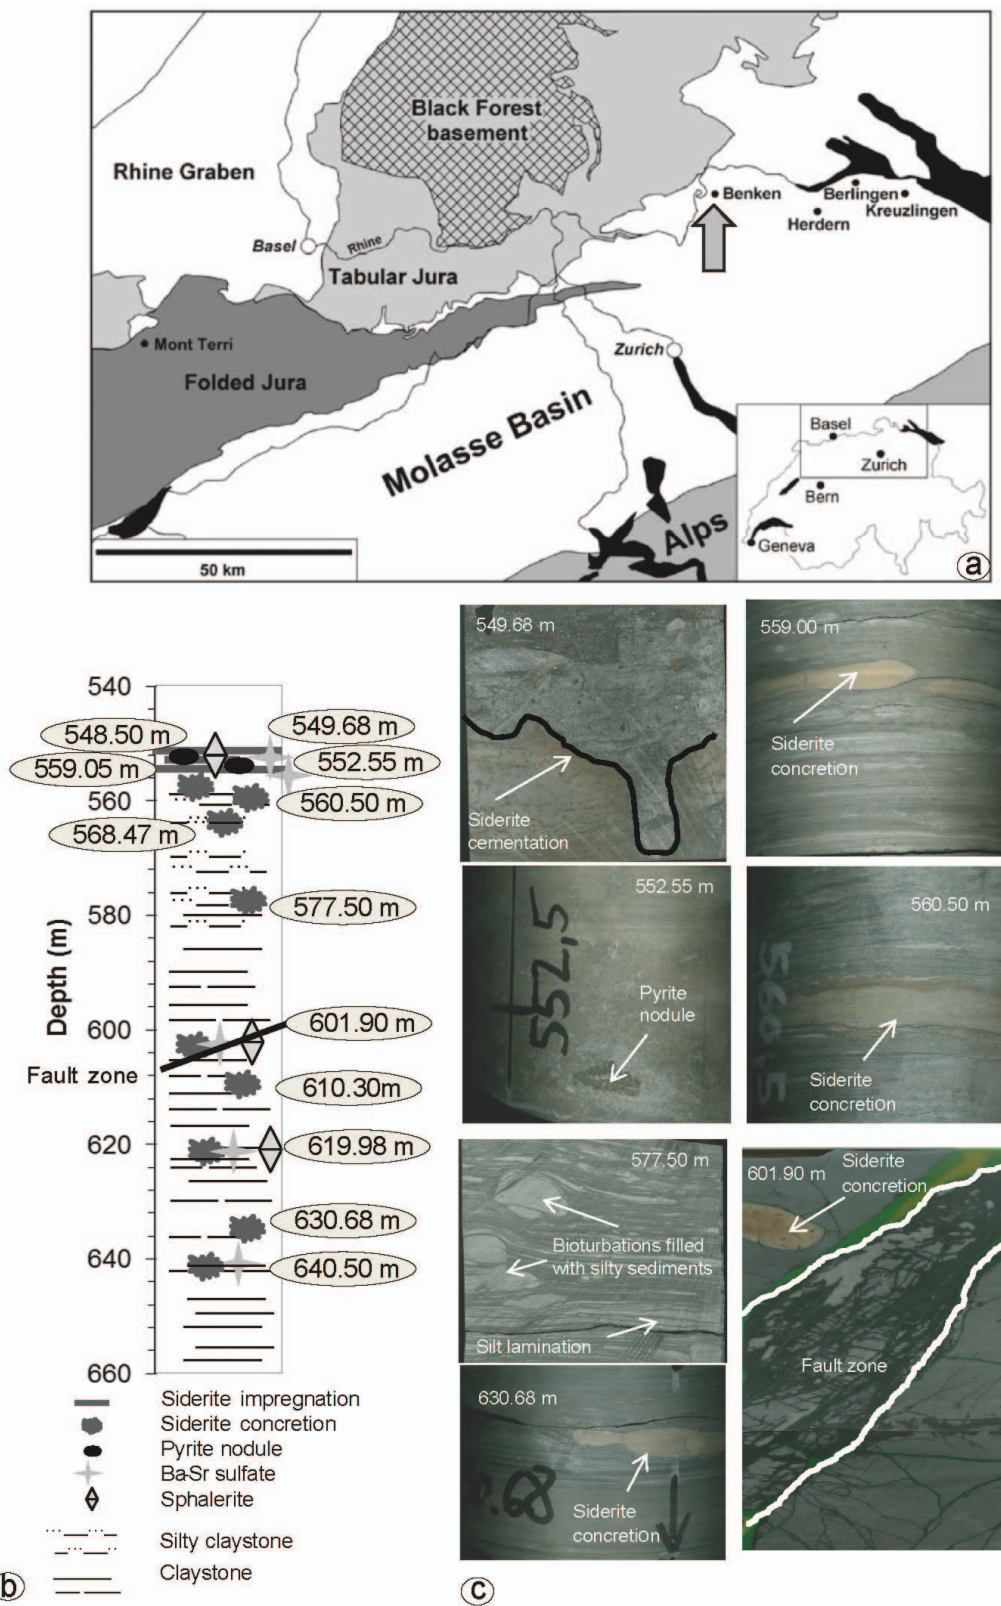 Black Forest
basement
Rhine Graben
Basel
Rhine
Tabular Jura
Benken
Berlingen
Kreuzlingen
Herdern
Mont Terri
Folded Jura
Zurich
Molasse Basin
Alps
50 km
Basel
Zurich
Bern
Geneva
a
540
560
580
600
620
640
660
Depth (m)
Fault zone
548.50 m
549.68 m
559.05 m
552.55 m
560.50 m
568.47 m
577.50 m
601.90 m
610.30m
619.98 m
630.68 m
640.50 m
Siderite impregnation
Siderite concretion
Pyrite nodule
Ba-Sr sulfate
Sphalerite
Silty claystone
Claystone
b
549.68 m
Siderite
cementation
559.00 m
Siderite
concretion
552.55 m
552,5
Pyrite
nodule
560.50 m
Siderite
concretion
577.50 m
Bioturbations filled
with silty sediments
Silt lamination
601.90 m
Siderite
concretion
Fault zone
630.68 m
Siderite
concretion
c